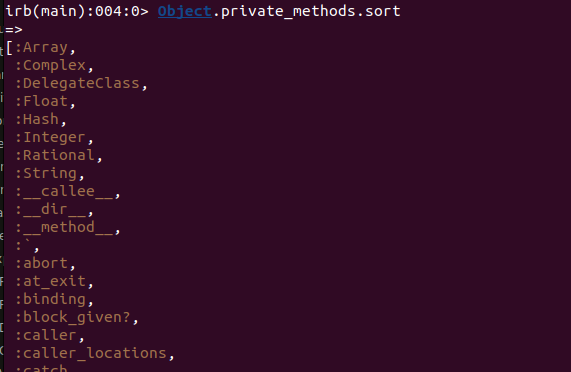 irb(main):004:0> Object.private_methods.sort
=>
[:Array,
 :Complex,
 :DelegateClass,
 :Float,
 :Hash,
 :Integer,
 :Rational,
 :String,
 :__callee__,
 :__dir__,
 :__method__,
 :`,
 :abort,
 :at_exit,
 :binding,
 :block_given?,
 :caller,
 :caller_locations,
 :catch